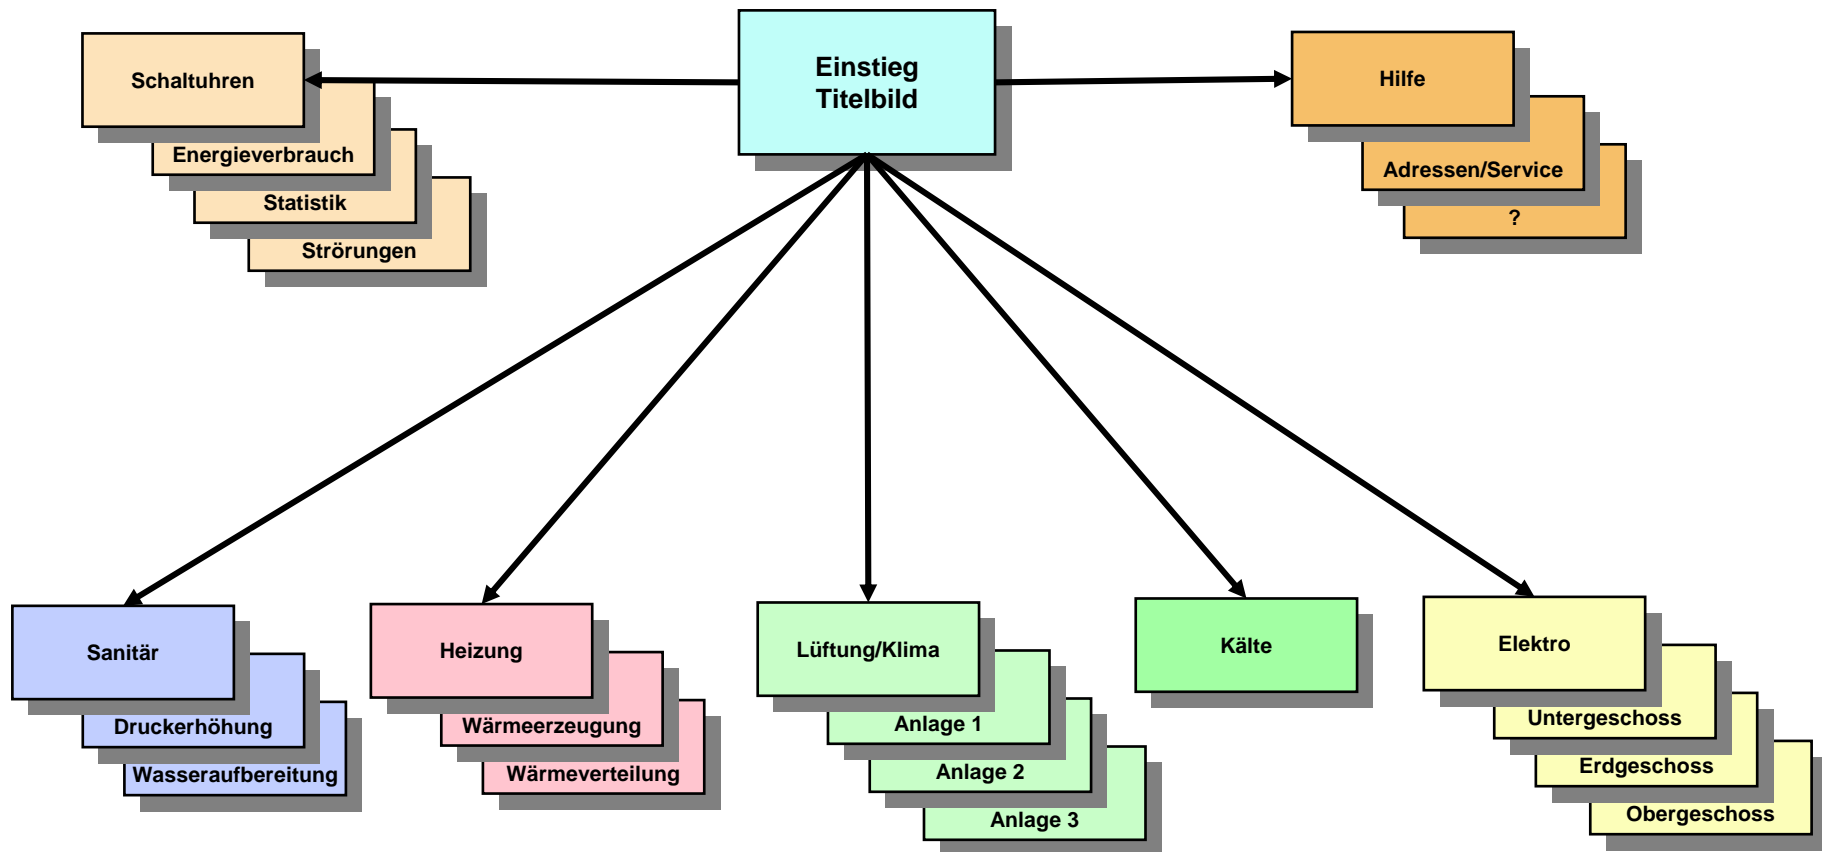 Einstieg
Titelbild
Schaltuhren
Energieverbrauch
Statistik
Strörungen
Hilfe
Adressen/Service
?
Sanitär
Druckerhöhung
Wasseraufbereitung
Heizung
Wärmeerzeugung
Wärmeverteilung
Lüftung/Klima
Anlage 1
Anlage 2
Anlage 3
Kälte
Elektro
Untergeschoss
Erdgeschoss
Obergeschoss